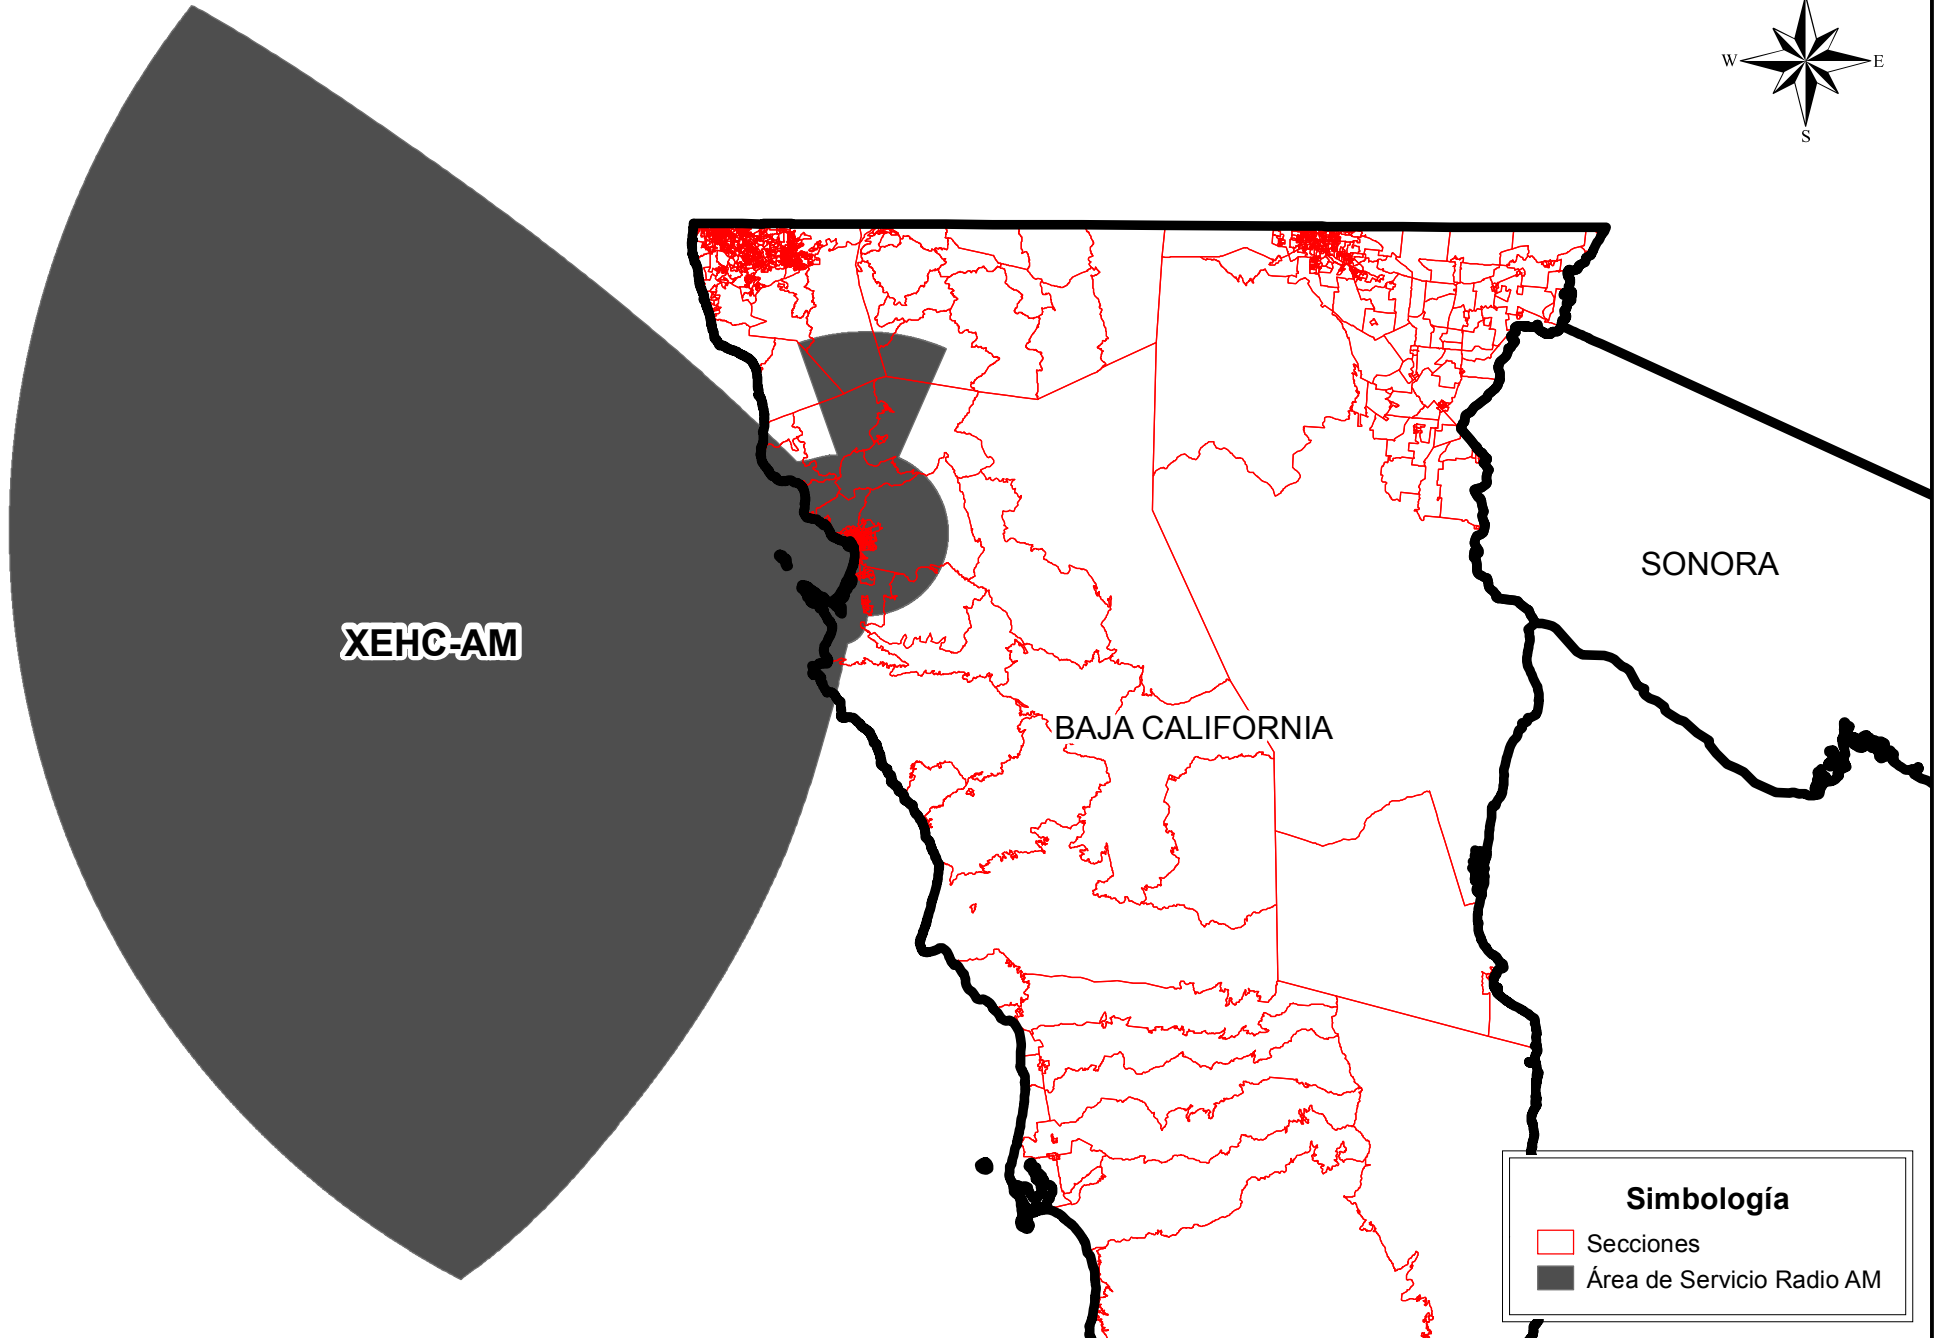 W E
S
SONORA
XEHC-AM
BAJA CALIFORNIA
Simbología
Secciones
Área de Servicio Radio AM